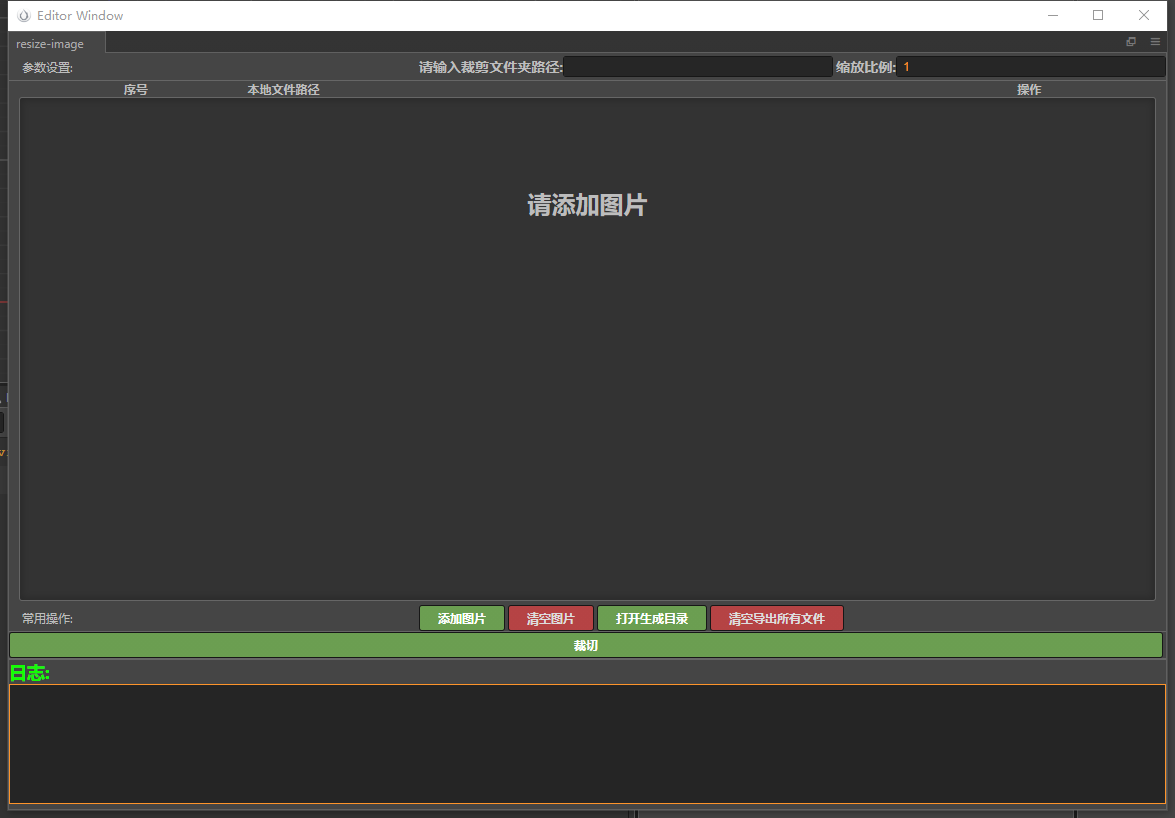 Editor Window
resize-image
参数设置: 请输入裁剪文件夹路径: 缩放比例: 1
序号 本地文件路径 操作
请添加图片
常用操作: 添加图片 清空图片 打开生成目录 清空导出所有文件
裁切
日志: